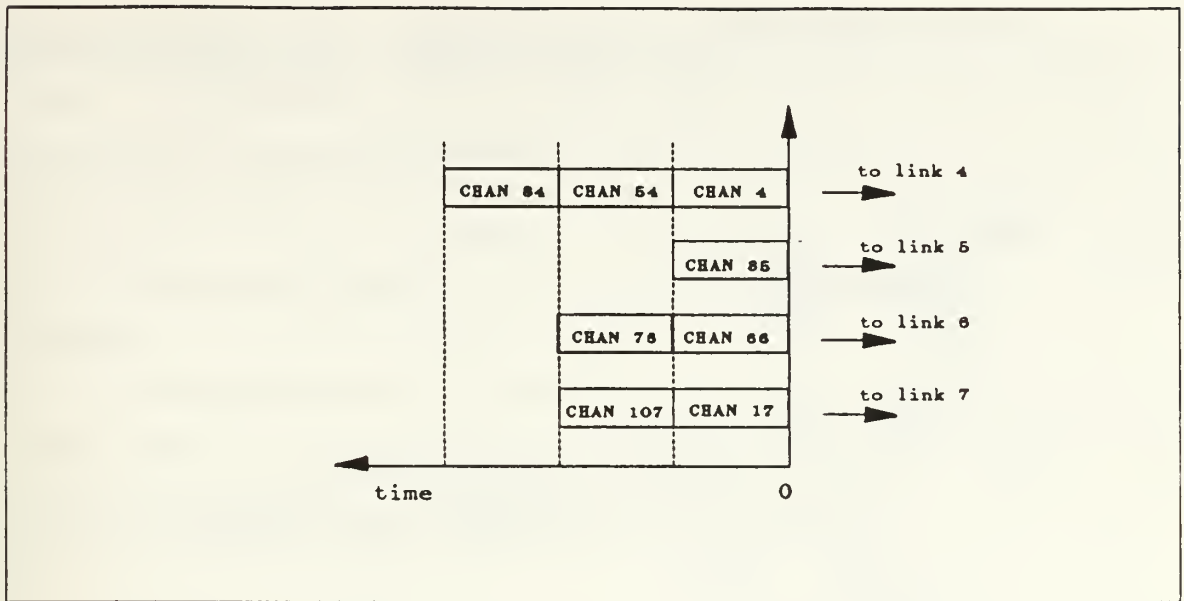 CHAN 84 CHAN 54 CHAN 4 to link 4
CHAN 85 to link 5
CHAN 76 CHAN 66 to link 6
CHAN 107 CHAN 17 to link 7
time 0